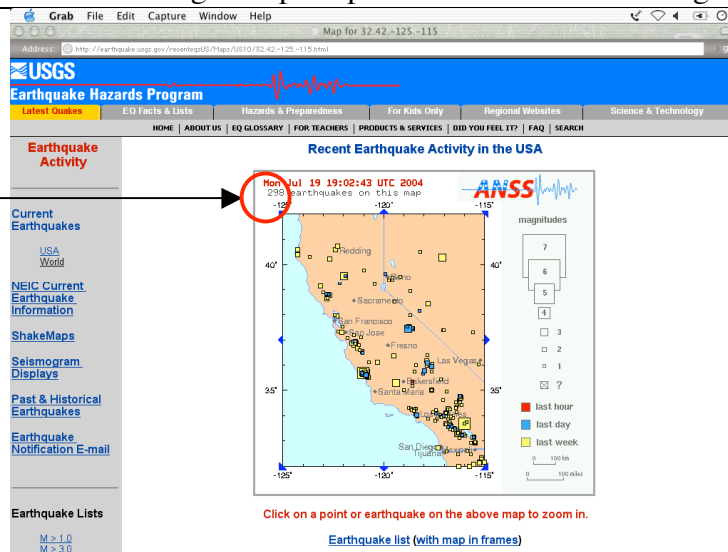 Grab File Edit Capture Window Help
Map for 32.42.-125.-115
Address: http://earthquake.usgs.gov/recenteqsUS/Maps/US10/32.42.-125.-115.html
USGS
Earthquake Hazards Program
Latest Quakes EQ Facts & Lists Hazards & Preparedness For Kids Only Regional Websites Science & Technology
HOME | ABOUT US | EQ GLOSSARY | FOR TEACHERS | PRODUCTS & SERVICES | DID YOU FEEL IT? | FAQ | SEARCH
Earthquake
Activity
Current
Earthquakes
USA
World
NEIC Current
Earthquake
Information
ShakeMaps
Seismogram
Displays
Past & Historical
Earthquakes
Earthquake
Notification E-mail
Earthquake Lists
M > 1.0
M > 3.0
Recent Earthquake Activity in the USA
Mon Jul 19 19:02:43 UTC 2004
298 earthquakes on this map
ANSS
-125° -120° -115°
40° 40°
35° 35°
-125° -120° -115°
Redding
Reno
Sacramento
San Francisco
San Jose
Fresno
Las Vegas
Bakersfield
Santa Maria
San Diego
Tijuana
magnitudes
7
6
5
4
3
2
1
?
last hour
last day
last week
0 100 km
0 100 miles
Click on a point or earthquake on the above map to zoom in.
Earthquake list (with map in frames)